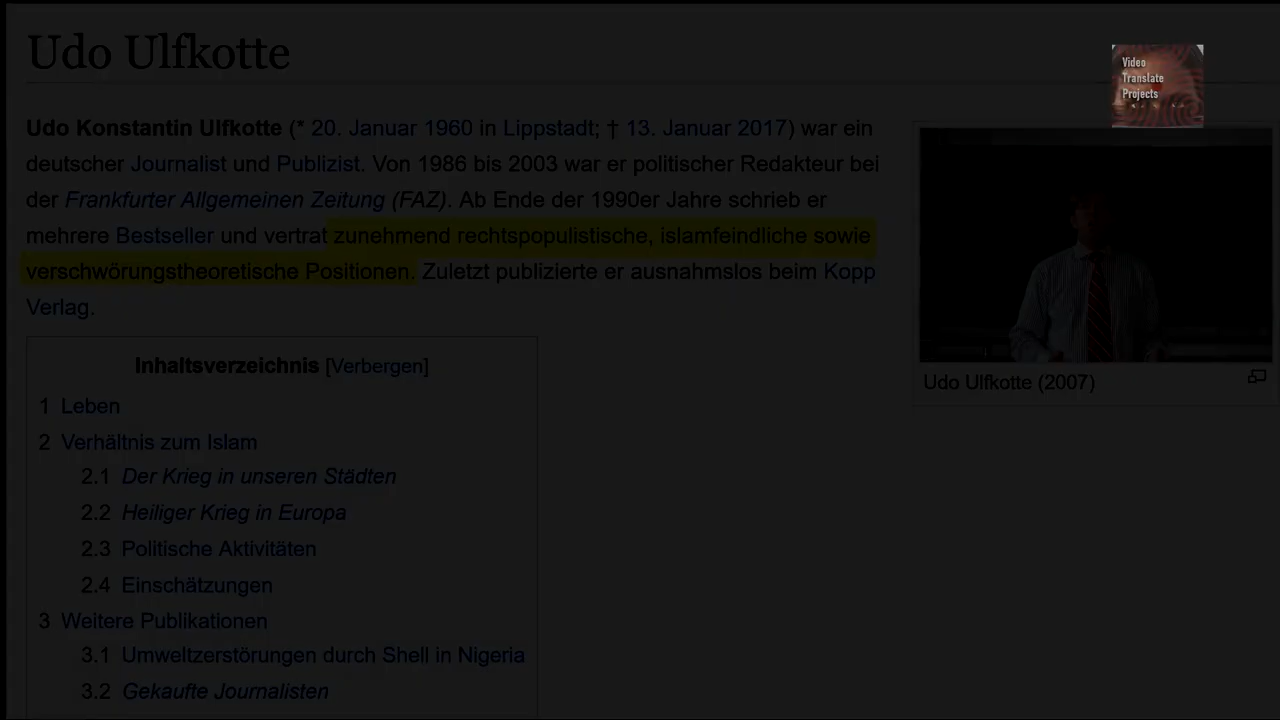 Udo Ulfkotte
Video
Translate
Projects
Udo Konstantin Ulfkotte (* 20. Januar 1960 in Lippstadt; † 13. Januar 2017) war ein
deutscher Journalist und Publizist. Von 1986 bis 2003 war er politischer Redakteur bei
der Frankfurter Allgemeinen Zeitung (FAZ). Ab Ende der 1990er Jahre schrieb er
mehrere Bestseller und vertrat zunehmend rechtspopulistische, islamfeindliche sowie
verschwörungstheoretische Positionen. Zuletzt publizierte er ausnahmslos beim Kopp
Verlag.
Udo Ulfkotte (2007)
Inhaltsverzeichnis [Verbergen]
1 Leben
2 Verhältnis zum Islam
2.1 Der Krieg in unseren Städten
2.2 Heiliger Krieg in Europa
2.3 Politische Aktivitäten
2.4 Einschätzungen
3 Weitere Publikationen
3.1 Umweltzerstörungen durch Shell in Nigeria
3.2 Gekaufte Journalisten